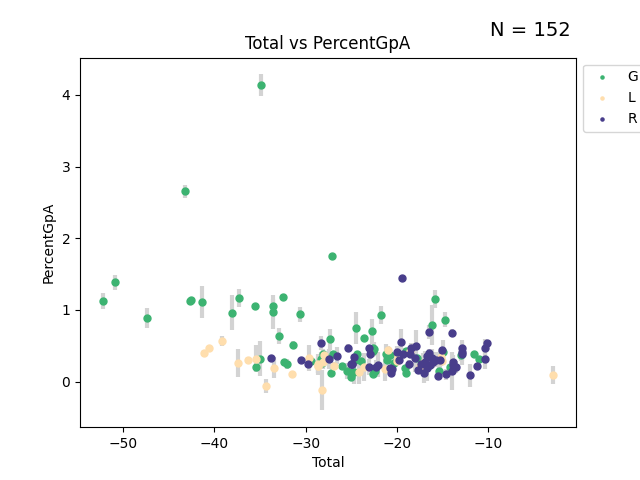 N = 152
Total vs PercentGpA
G
L
R
PercentGpA
4
3
2
1
0
−50 −40 −30 −20 −10
Total